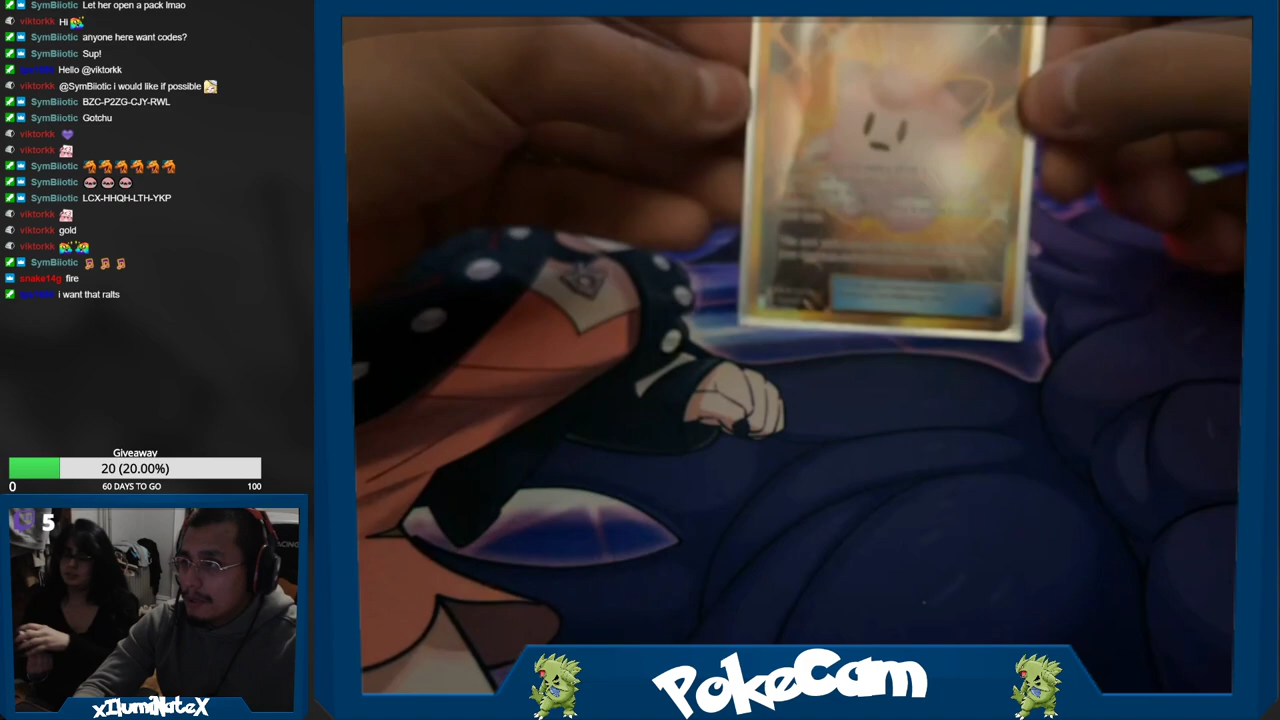 SymBiiotic Let her open a pack lmao
viktorkk Hi
SymBiiotic anyone here want codes?
SymBiiotic Sup!
Hello @viktorkk
viktorkk @SymBiiotic i would like if possible
SymBiiotic BZC-P2ZG-CJY-RWL
SymBiiotic Gotchu
viktorkk
viktorkk
SymBiiotic
SymBiiotic
SymBiiotic LCX-HHQH-LTH-YKP
viktorkk
viktorkk gold
viktorkk
SymBiiotic
snake14g fire
i want that ralts
Giveaway
20 (20.00%)
0 60 DAYS TO GO 100
5
xIlumiNateX
PokeCam